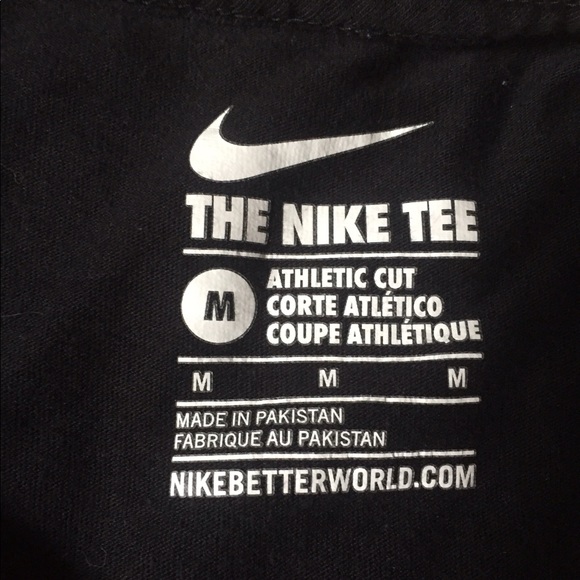 THE NIKE TEE
M
ATHLETIC CUT
CORTE ATLÉTICO
COUPE ATHLÉTIQUE
M M M
MADE IN PAKISTAN
FABRIQUE AU PAKISTAN
NIKEBETTERWORLD.COM